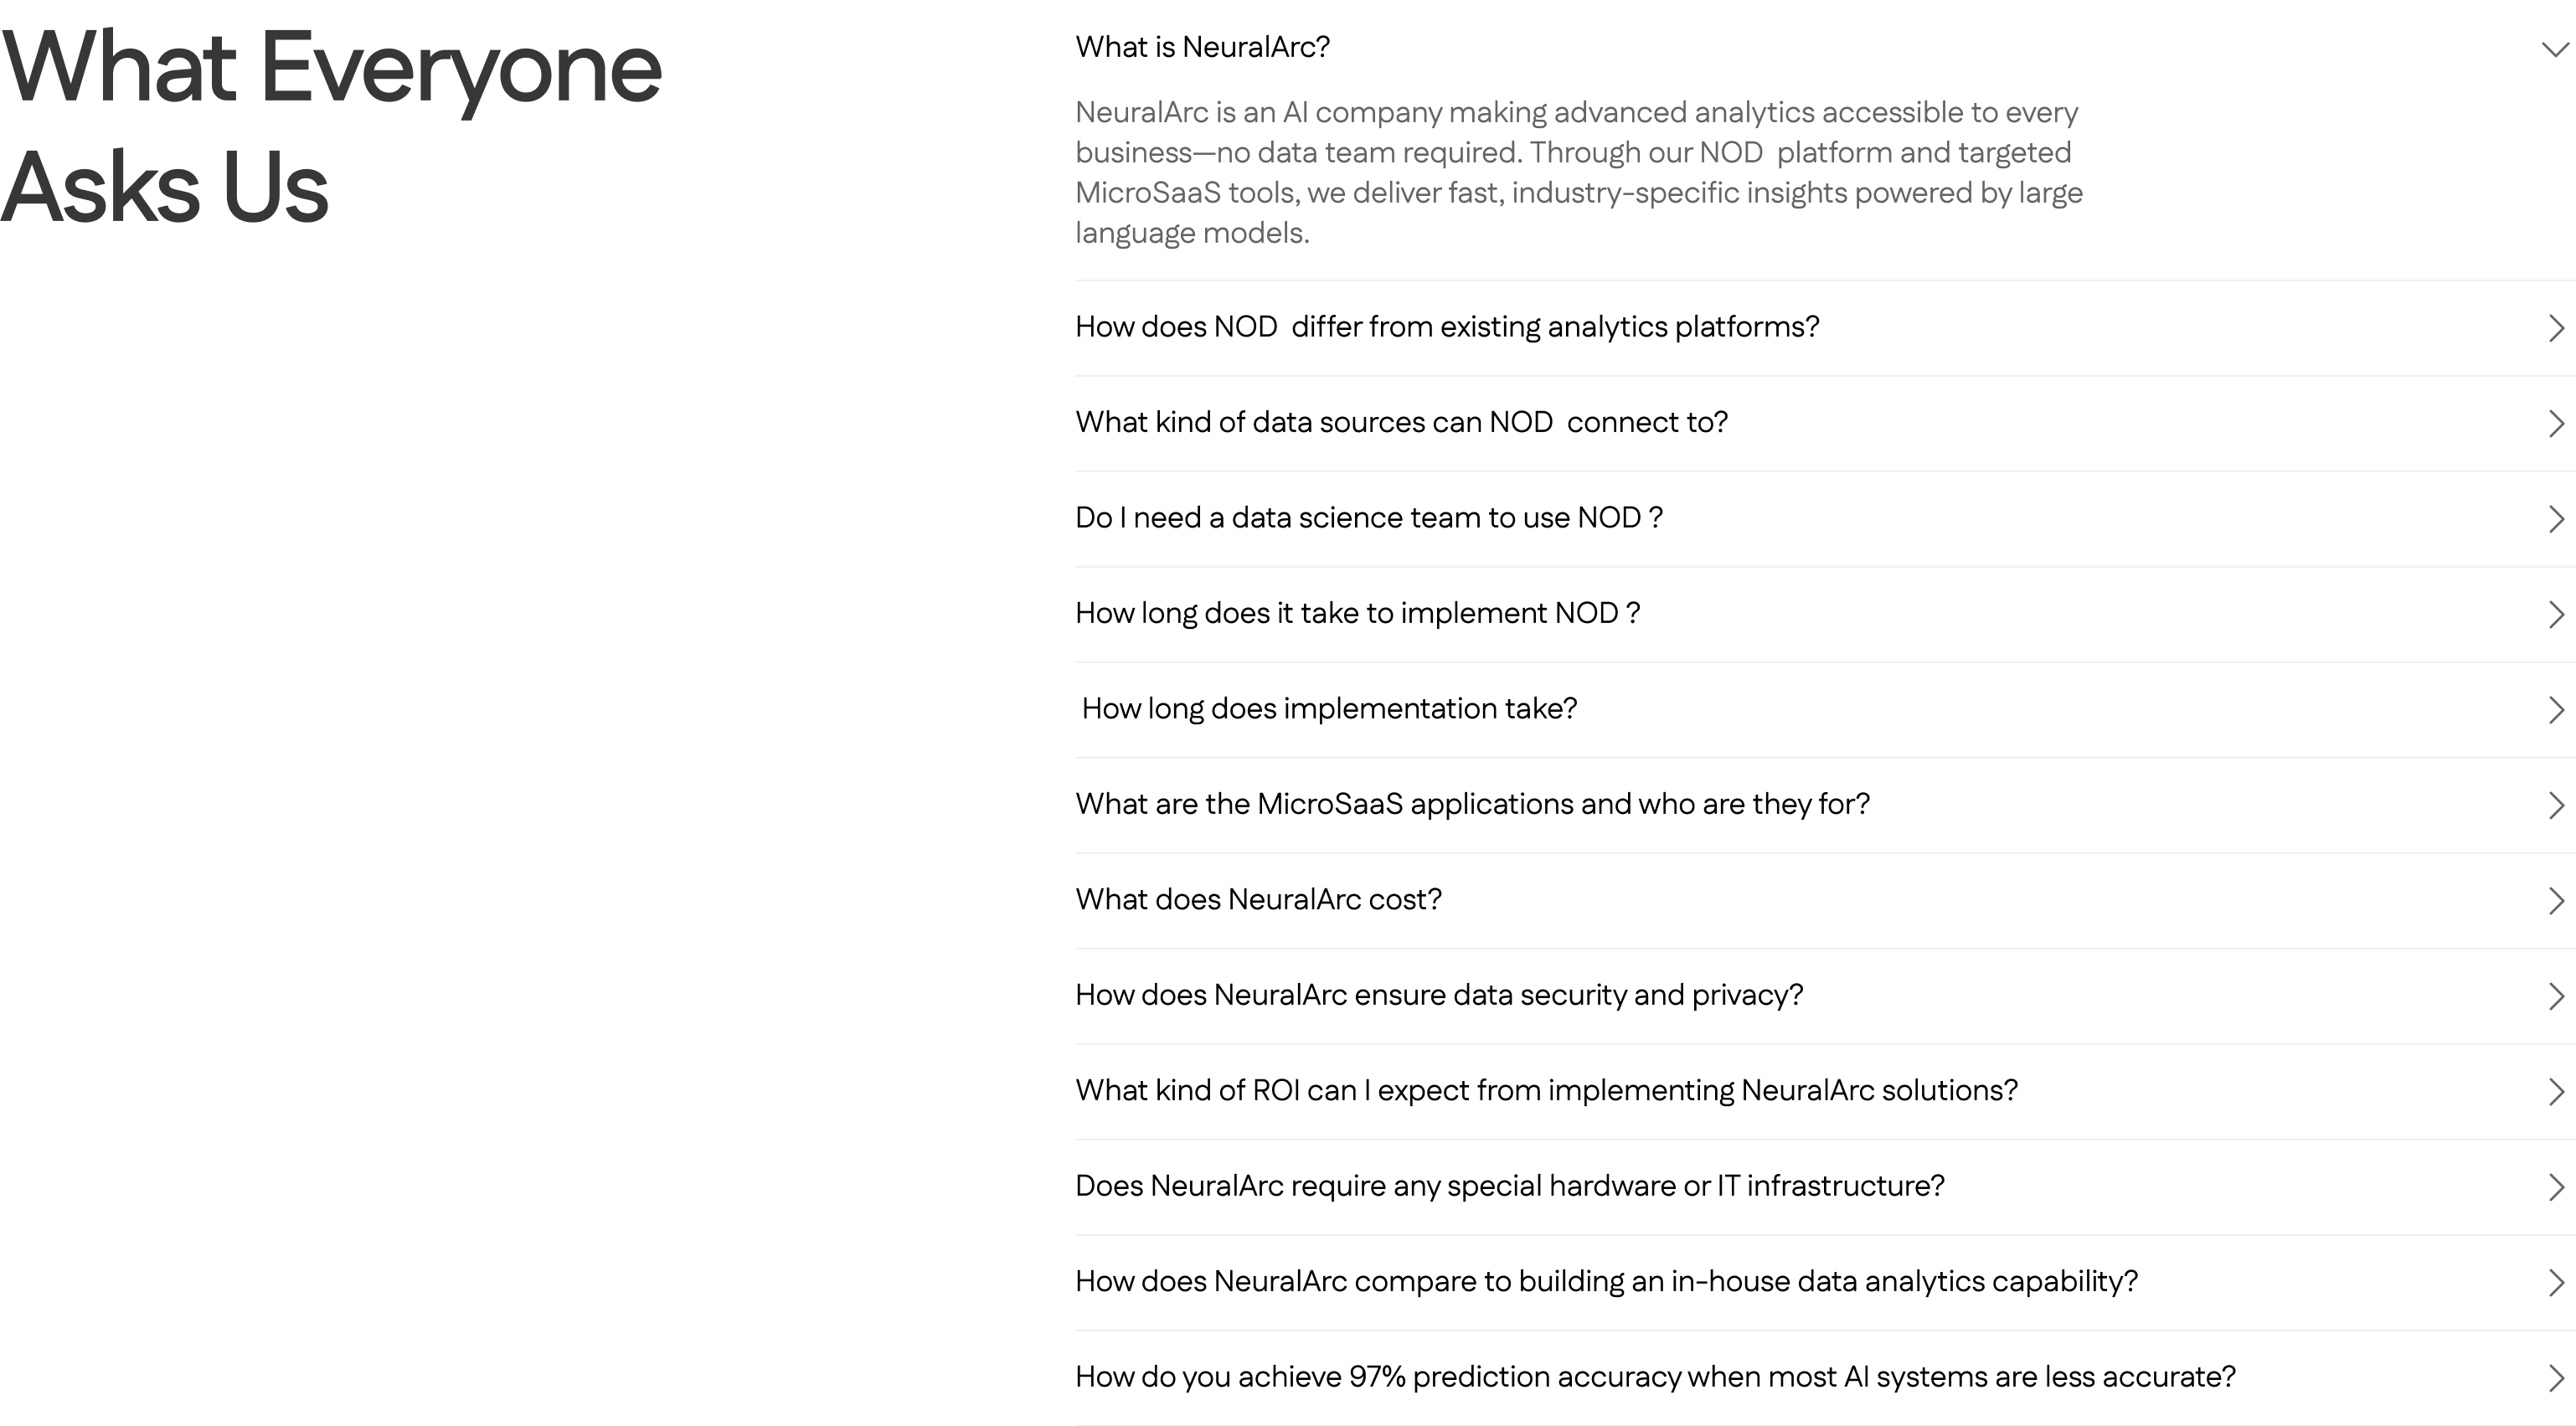 What Everyone
Asks Us
What is NeuralArc?
NeuralArc is an AI company making advanced analytics accessible to every
business—no data team required. Through our NOD  platform and targeted
MicroSaaS tools, we deliver fast, industry-specific insights powered by large
language models.
How does NOD  differ from existing analytics platforms?
What kind of data sources can NOD  connect to?
Do I need a data science team to use NOD ?
How long does it take to implement NOD ?
How long does implementation take?
What are the MicroSaaS applications and who are they for?
What does NeuralArc cost?
How does NeuralArc ensure data security and privacy?
What kind of ROI can I expect from implementing NeuralArc solutions?
Does NeuralArc require any special hardware or IT infrastructure?
How does NeuralArc compare to building an in-house data analytics capability?
How do you achieve 97% prediction accuracy when most AI systems are less accurate?